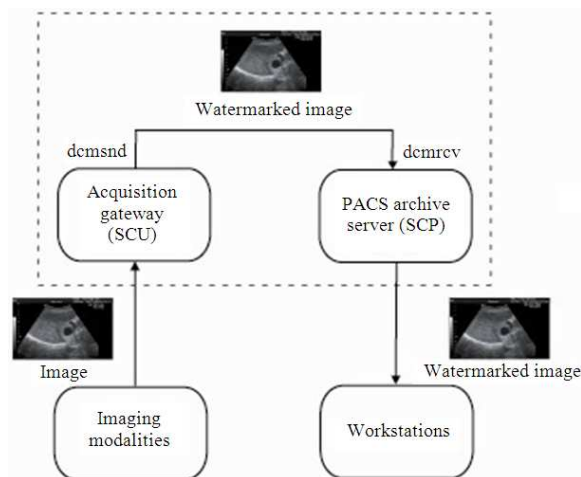 Watermarked image
dcmsnd
dcmrcv
Acquisition
gateway
(SCU)
PACS archive
server (SCP)
Image
Watermarked image
Imaging
modalities
Workstations